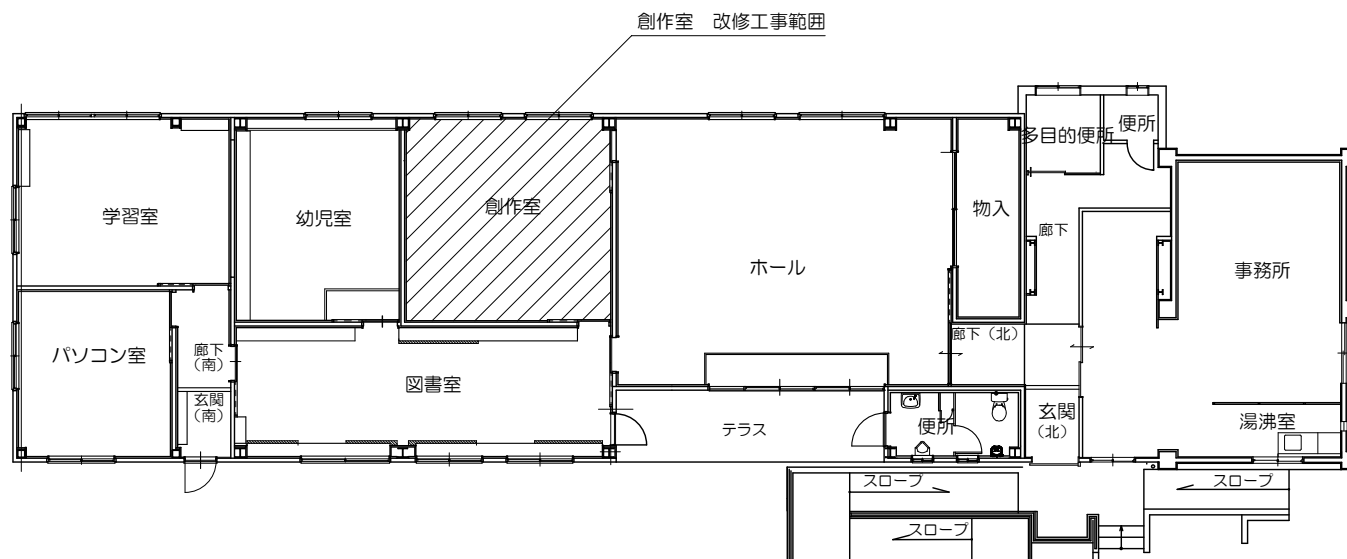 創作室　改修工事範囲
多目的便所
便所
学習室
幼児室
創作室
物入
廊下
ホール
事務所
パソコン室
廊下
（南）
廊下（北）
図書室
玄関
（南）
テラス
便所
玄関
（北）
湯沸室
スロープ
スロープ
スロープ